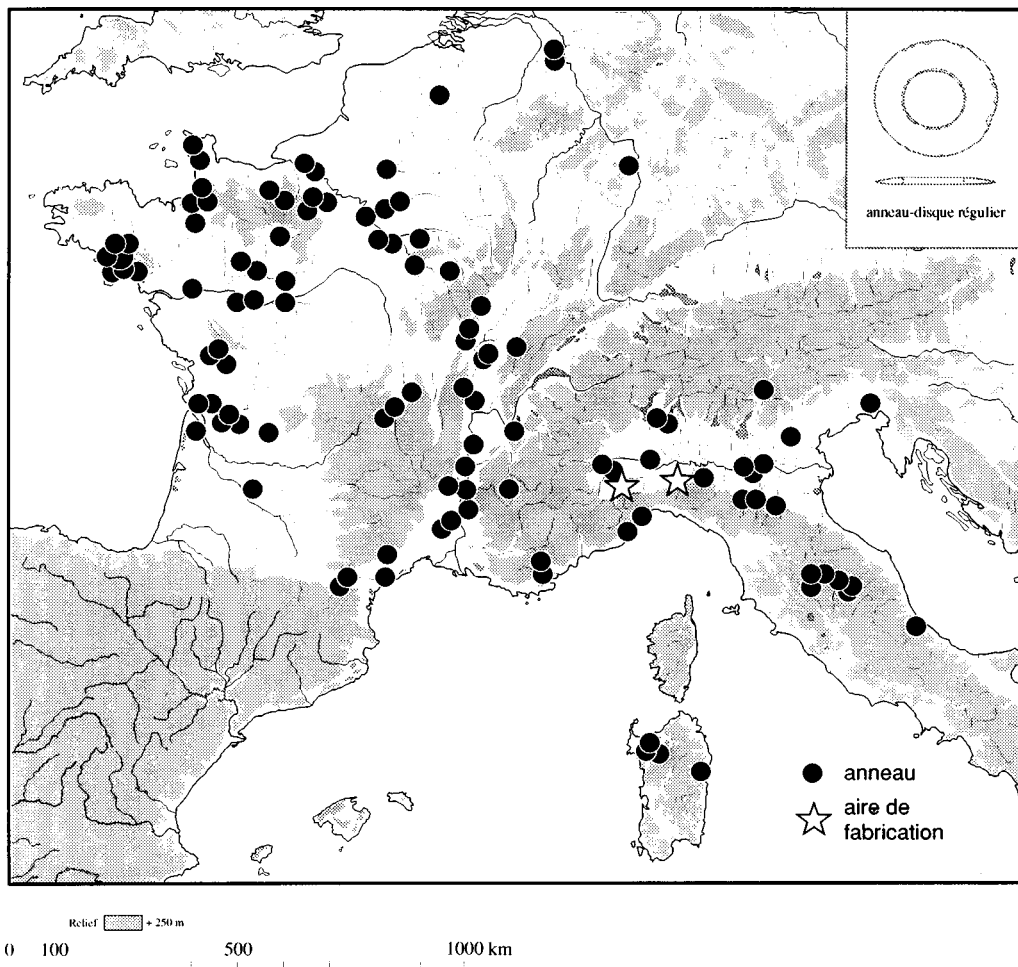 anneau-disque régulier
anneau
aire de
fabrication
Relief + 250 m
0 100 500 1000 km